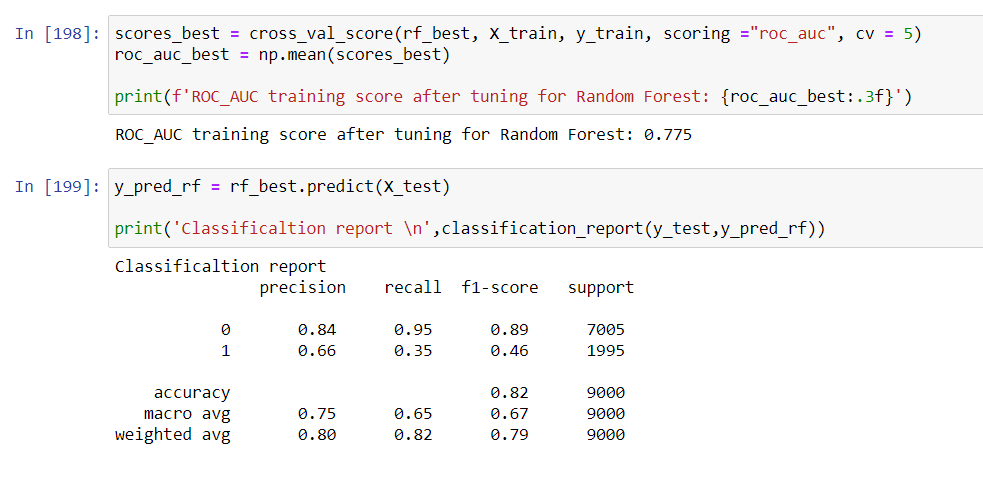 In [198]: scores_best = cross_val_score(rf_best, X_train, y_train, scoring ="roc_auc", cv = 5)
roc_auc_best = np.mean(scores_best)
print(f'ROC_AUC training score after tuning for Random Forest: {roc_auc_best:.3f}')
ROC_AUC training score after tuning for Random Forest: 0.775
In [199]: y_pred_rf = rf_best.predict(X_test)
print('Classificaltion report \n',classification_report(y_test,y_pred_rf))
Classificaltion report
precision recall f1-score support
0 0.84 0.95 0.89 7005
1 0.66 0.35 0.46 1995
accuracy 0.82 9000
macro avg 0.75 0.65 0.67 9000
weighted avg 0.80 0.82 0.79 9000